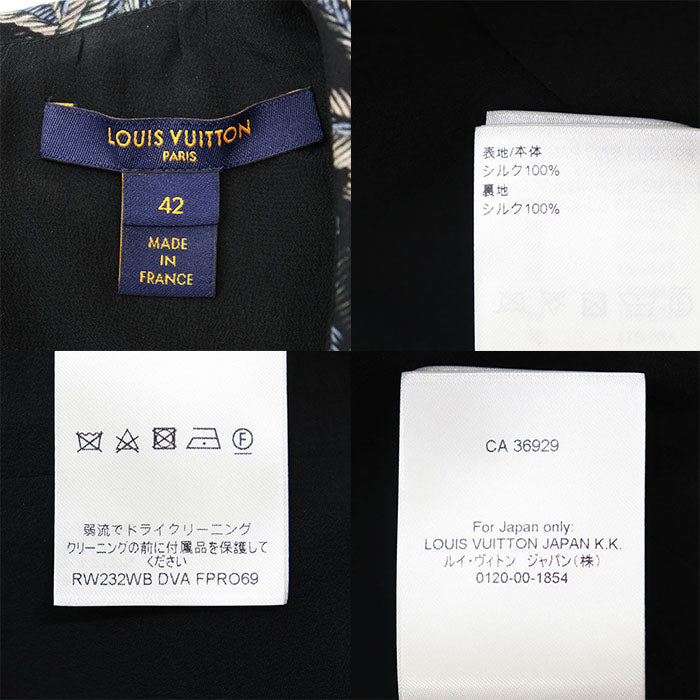 LOUIS VUITTON
PARIS
42
MADE
IN
FRANCE
表地/本体
シルク100%
裏地
シルク100%
F
弱流でドライクリーニング
クリーニングの前に付属品を保護して
ください
RW232WB DVA FPRO69
CA 36929
For Japan only:
LOUIS VUITTON JAPAN K.K.
ルイ・ヴィトン ジャパン(株)
0120-00-1854